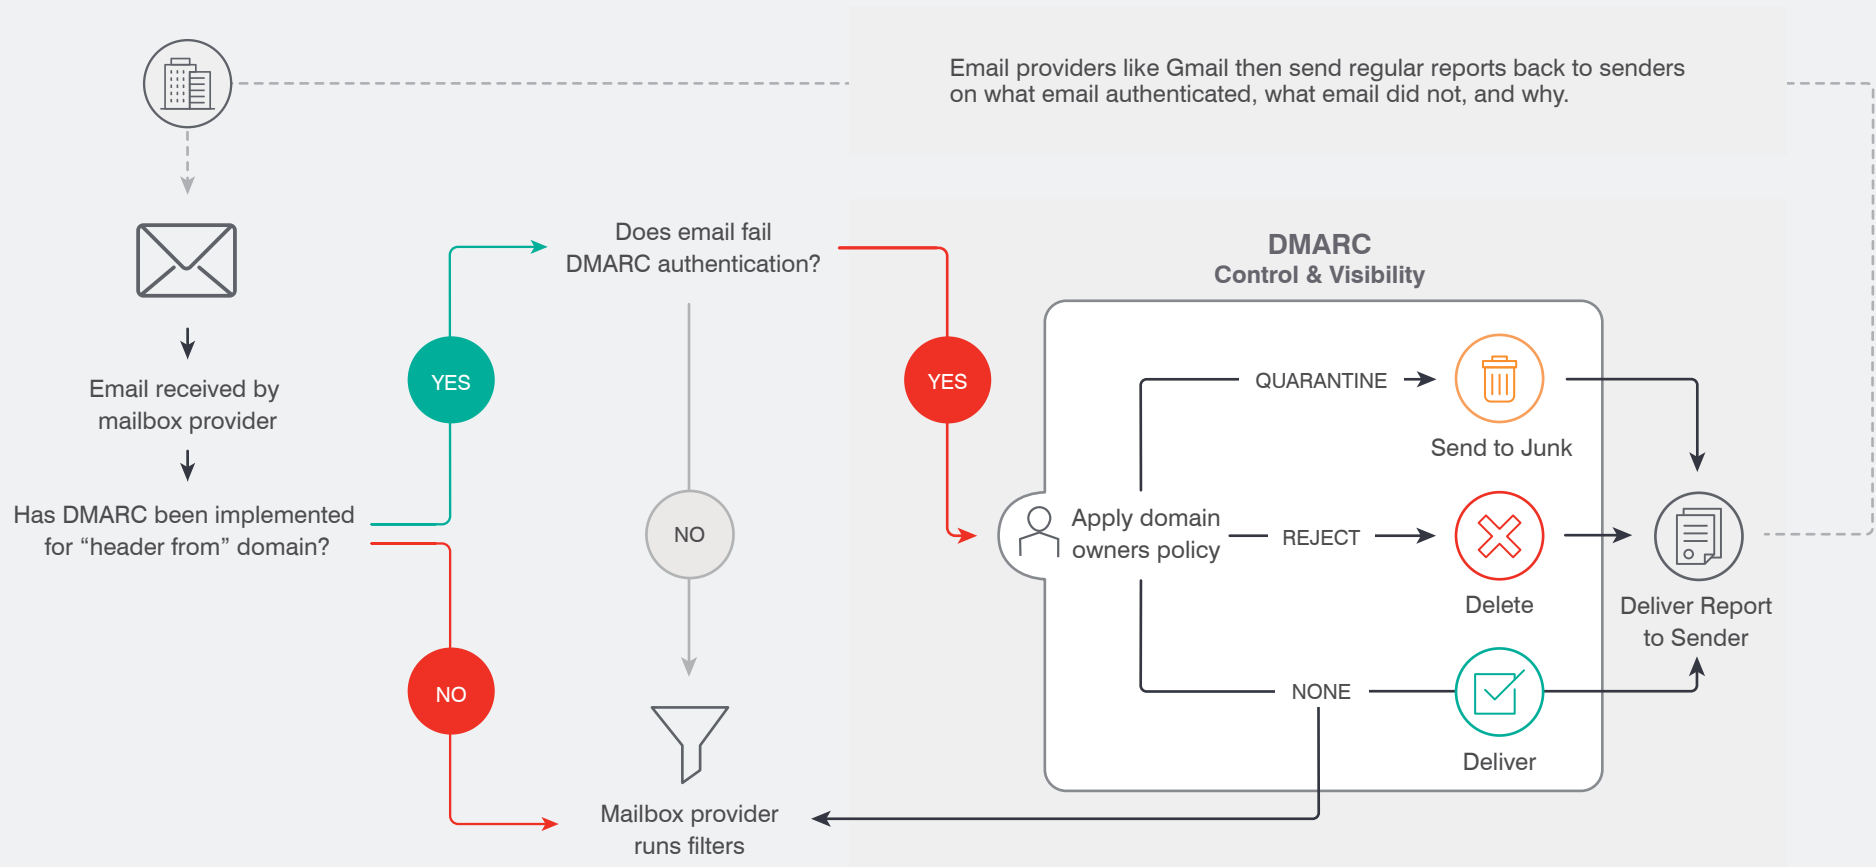 Email providers like Gmail then send regular reports back to senders
on what email authenticated, what email did not, and why.
Email received by
mailbox provider
Has DMARC been implemented
for “header from” domain?
YES
NO
Does email fail
DMARC authentication?
NO
Mailbox provider
runs filters
YES
DMARC
Control & Visibility
Apply domain
owners policy
QUARANTINE
Send to Junk
REJECT
Delete
NONE
Deliver
Deliver Report
to Sender